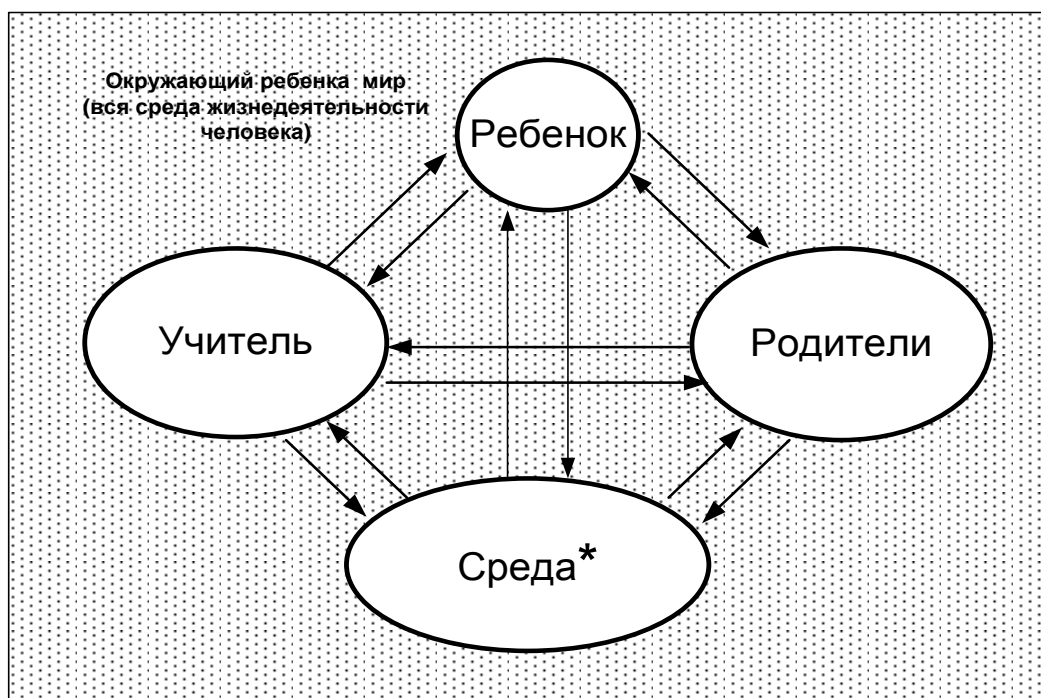 Окружающий ребенка мир
(вся среда жизнедеятельности
человека)
Ребенок
Учитель
Родители
Среда*